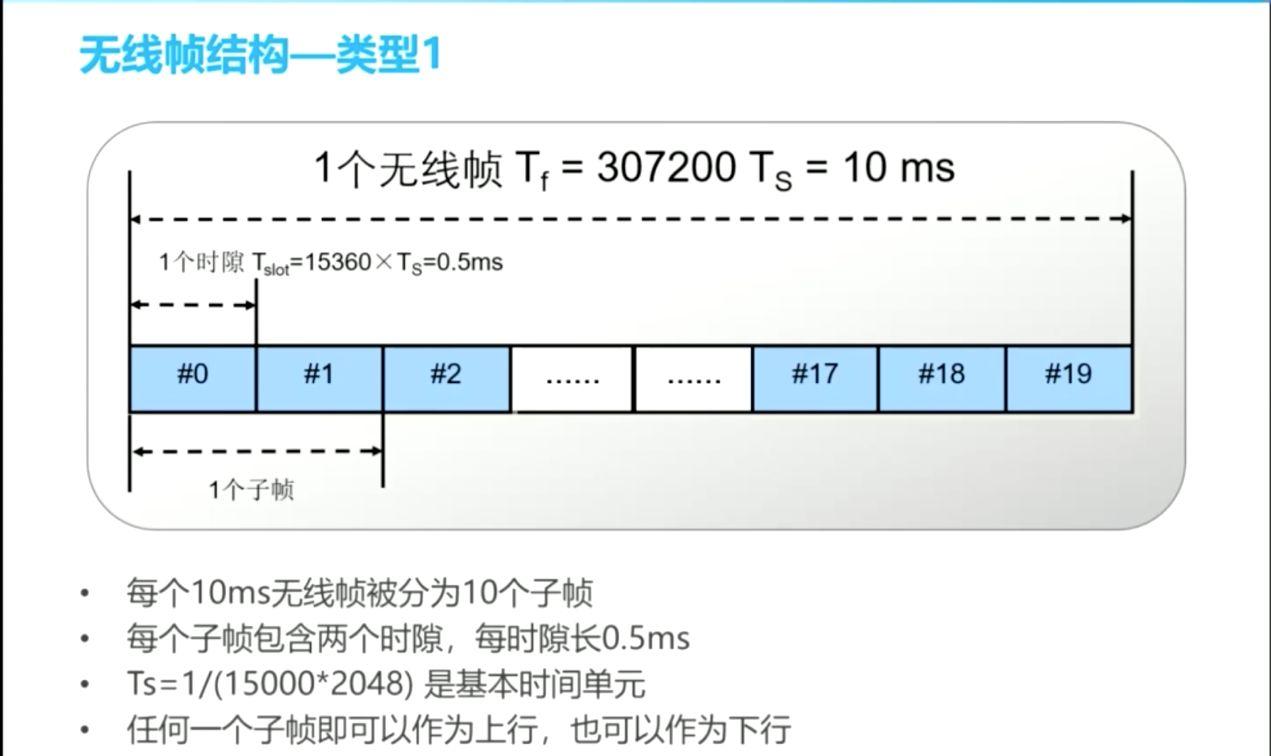 无线帧结构—类型1
1个无线帧 Tf = 307200 TS = 10 ms
1个时隙 Tslot=15360×TS=0.5ms
#0 #1 #2 ...... ...... #17 #18 #19
1个子帧
• 每个10ms无线帧被分为10个子帧
• 每个子帧包含两个时隙，每时隙长0.5ms
• Ts=1/(15000*2048) 是基本时间单元
• 任何一个子帧即可以作为上行，也可以作为下行